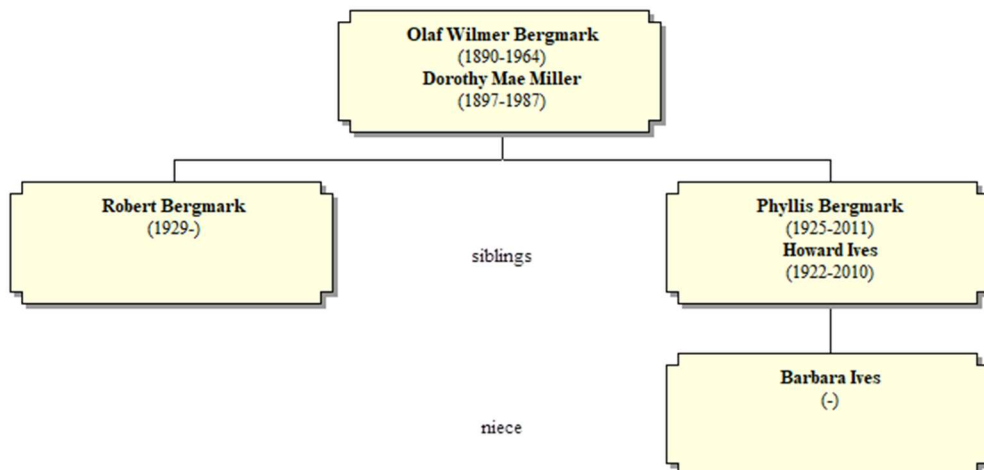 Olaf Wilmer Bergmark
(1890-1964)
Dorothy Mae Miller
(1897-1987)
Robert Bergmark
(1929-)
siblings
Phyllis Bergmark
(1925-2011)
Howard Ives
(1922-2010)
niece
Barbara Ives
(-)